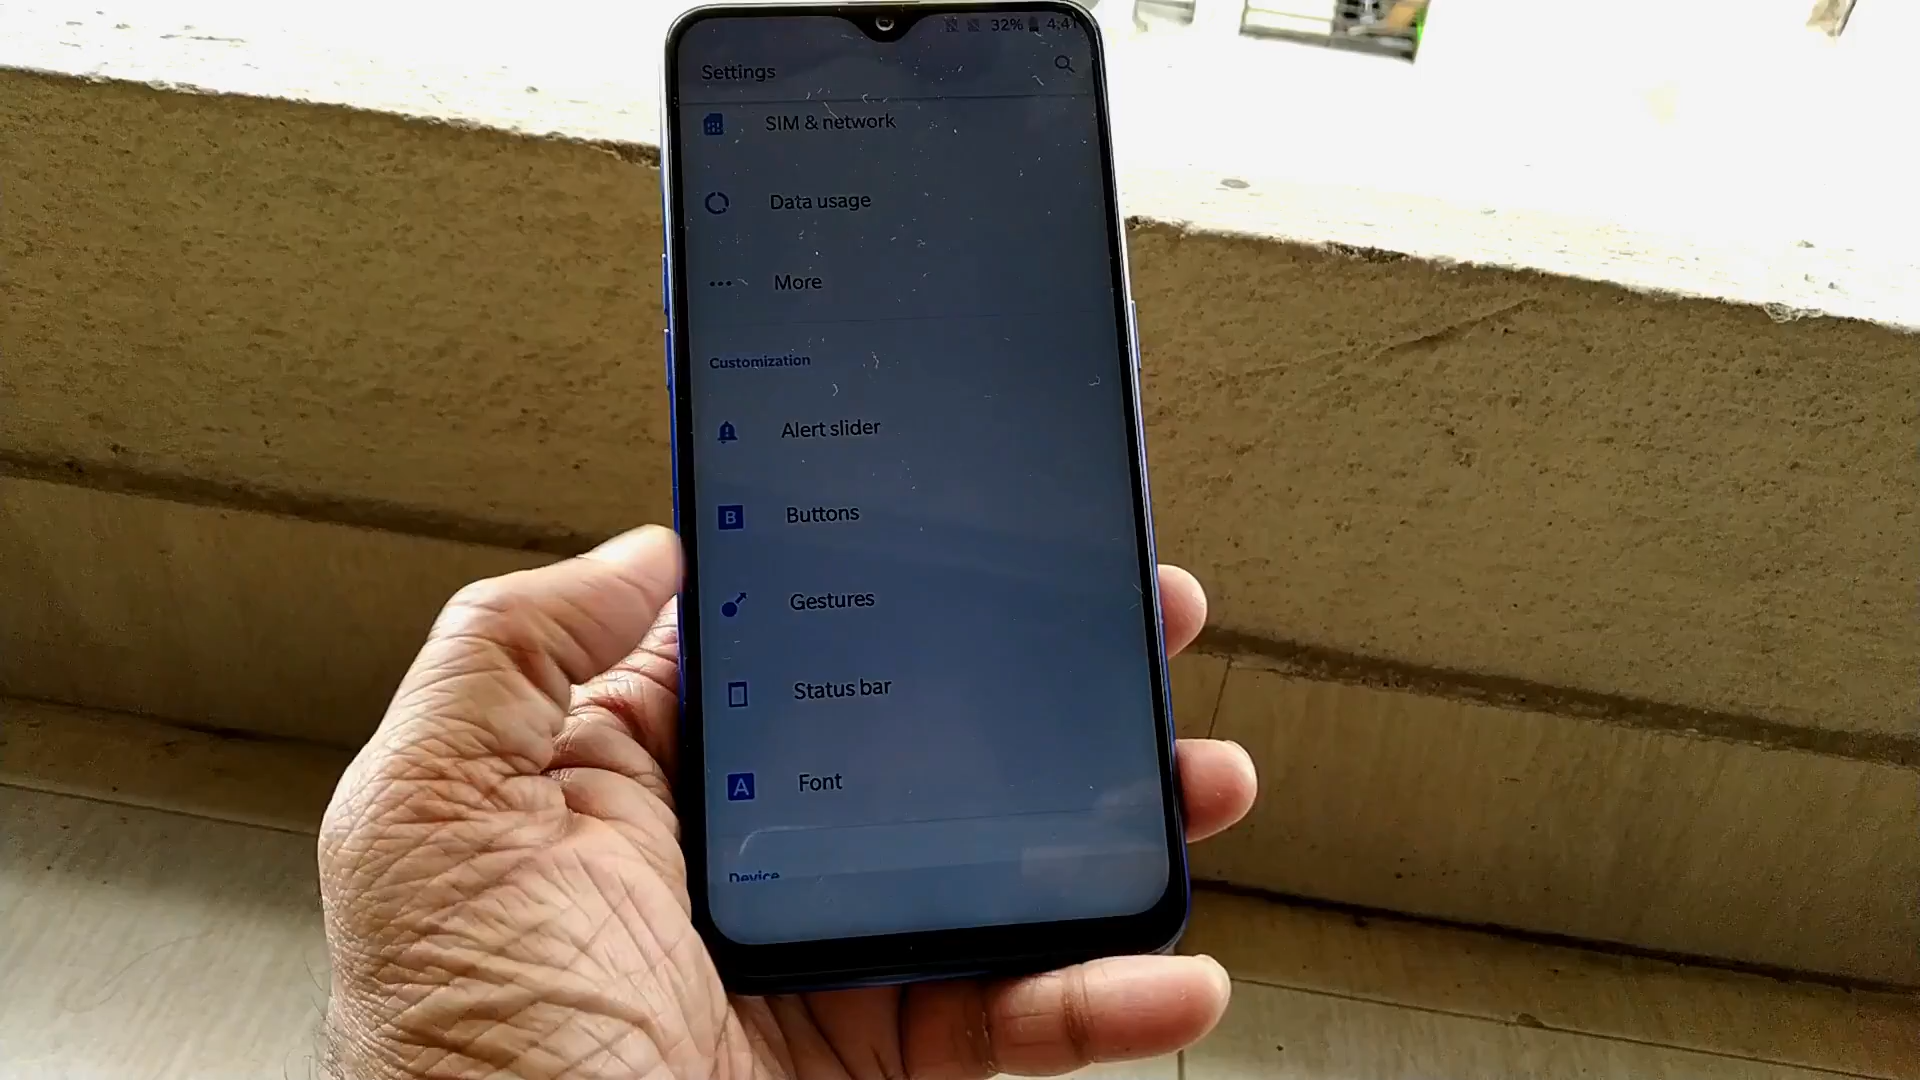 32% 4:41
Settings
SIM & network
Data usage
More
Customization
Alert slider
B Buttons
Gestures
Status bar
A Font
Device